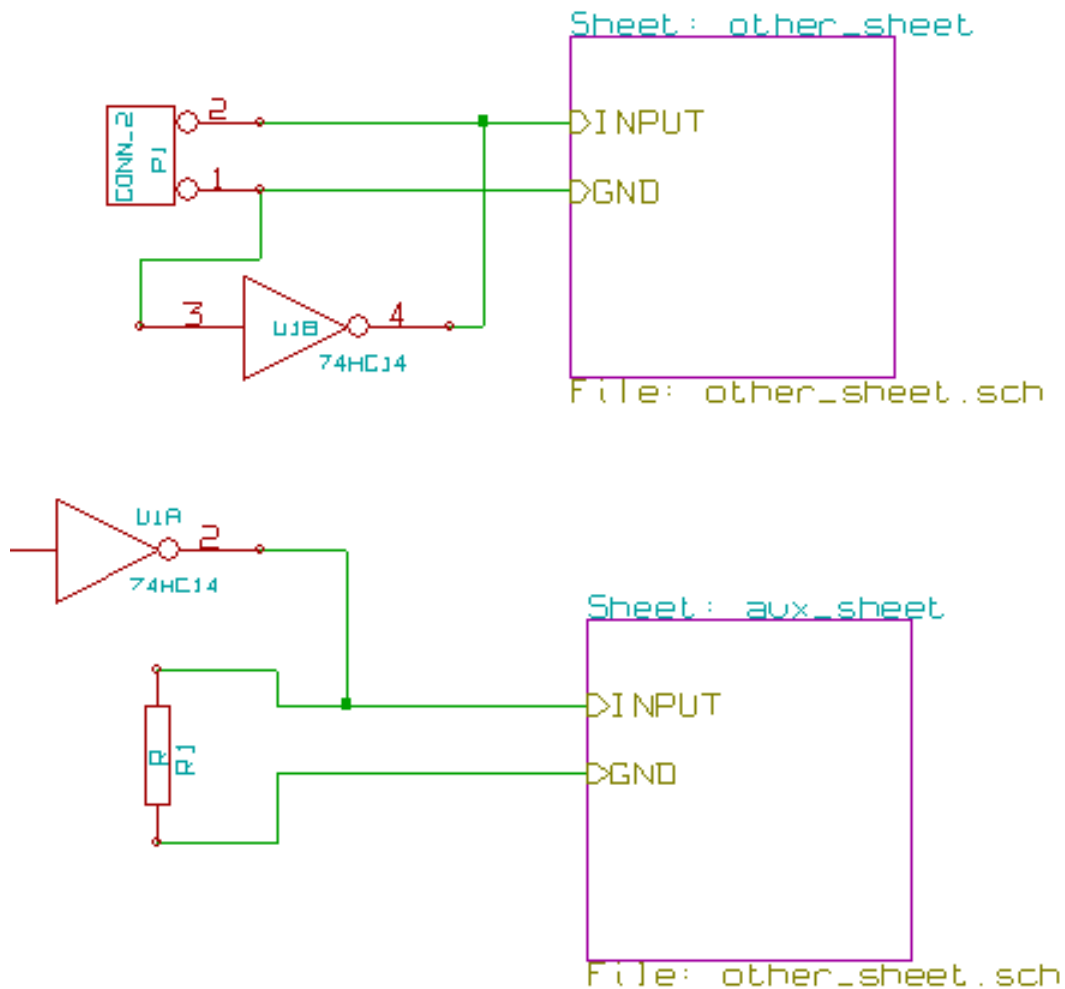 Sheet: other_sheet
2
INPUT
CONN_2
P1
1
GND
3
U1B
4
74HC14
File: other_sheet.sch
U1A
2
74HC14
Sheet: aux_sheet
INPUT
R
R1
GND
File: other_sheet.sch